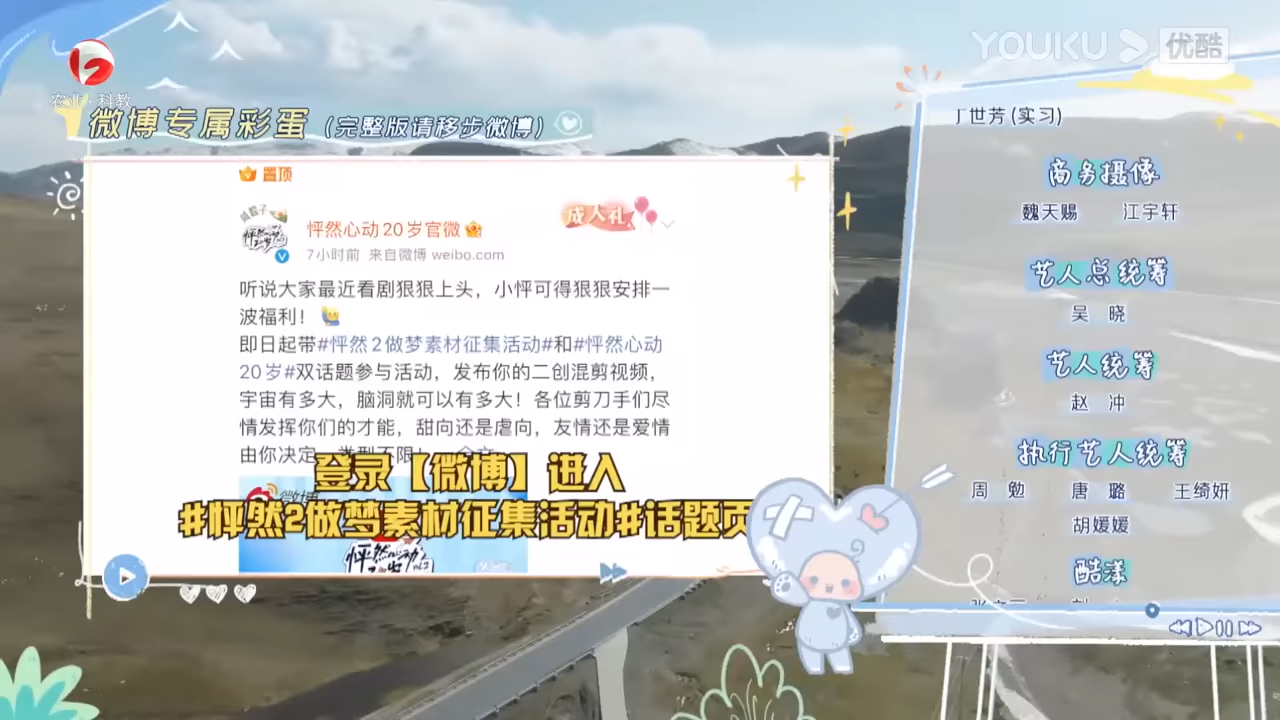 YOUKU 优酷
农业·科教
微博专属彩蛋(完整版请移步微博)
置顶
怦然心动20岁官微
成人礼
7小时前 来自微博 weibo.com
听说大家最近看剧狠狠上头，小怦可得狠狠安排一
波福利！
即日起带#怦然2做梦素材征集活动#和#怦然心动
20岁#双话题参与活动，发布你的二创混剪视频，
宇宙有多大，脑洞就可以有多大！各位剪刀手们尽
情发挥你们的才能，甜向还是虐向，友情还是爱情
由你决定，类型不限
登录【微博】进入
#怦然2做梦素材征集活动#话题页
微博
怦然心动
丁世芳(实习)
商务摄像
魏天赐 江宇轩
艺人总统筹
吴 晓
艺人统筹
赵 冲
执行艺人统筹
周 勉 唐 璐 王绮妍
胡媛媛
酷漾